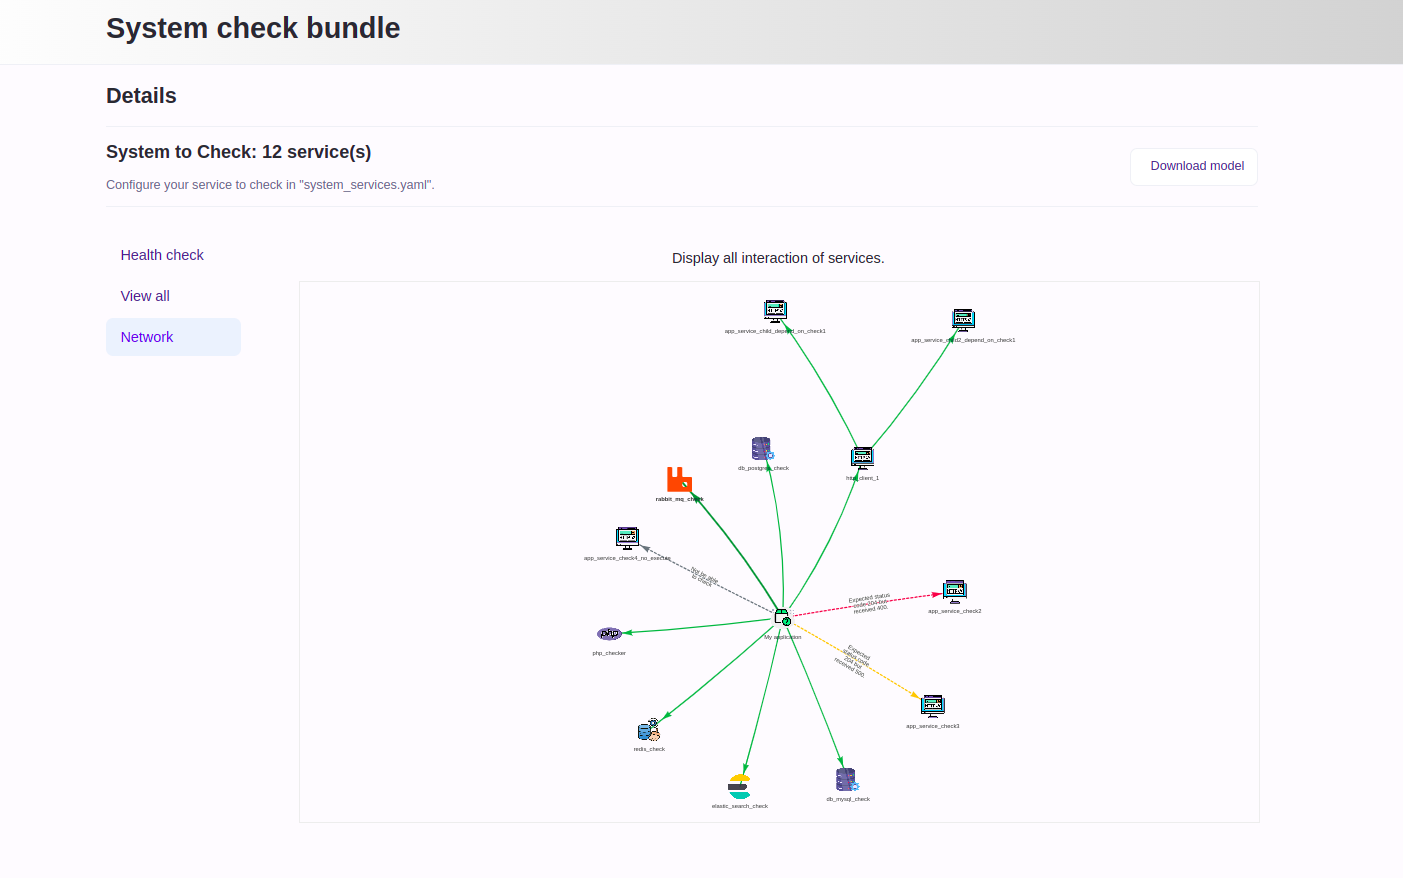 System check bundle
Details
System to Check: 12 service(s)
Configure your service to check in "system_services.yaml".
Download model
Health check
View all
Network
Display all interaction of services.
app_service_child_depend_on_check1
app_service_child2_depend_on_check1
db_postgres_check
http_client_1
rabbit_mq_check
app_service_check4_no_execute
Not be able
to check
Expected status
code 204 but
received 400.
app_service_check2
My application
php_checker
Expected
status code
204 but
received 500.
app_service_check3
redis_check
elastic_search_check
db_mysql_check
php